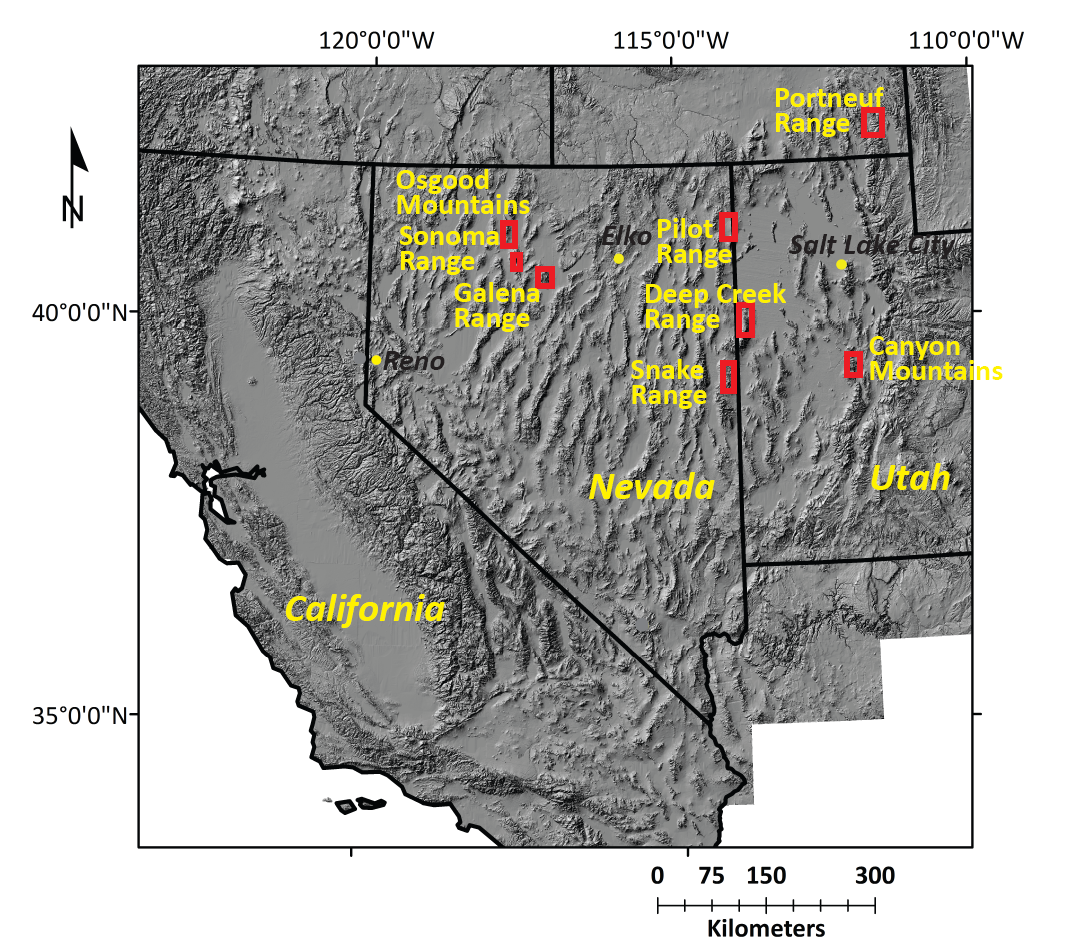 120°0'0"W 115°0'0"W 110°0'0"W
Portneuf
Range
N
Osgood
Mountains
Sonoma
Range
Elko
Pilot
Range
Salt Lake City
Galena
Range
Deep Creek
Range
40°0'0"N
Reno
Canyon
Mountains
Snake
Range
Nevada
Utah
California
35°0'0"N
0 75 150 300
Kilometers